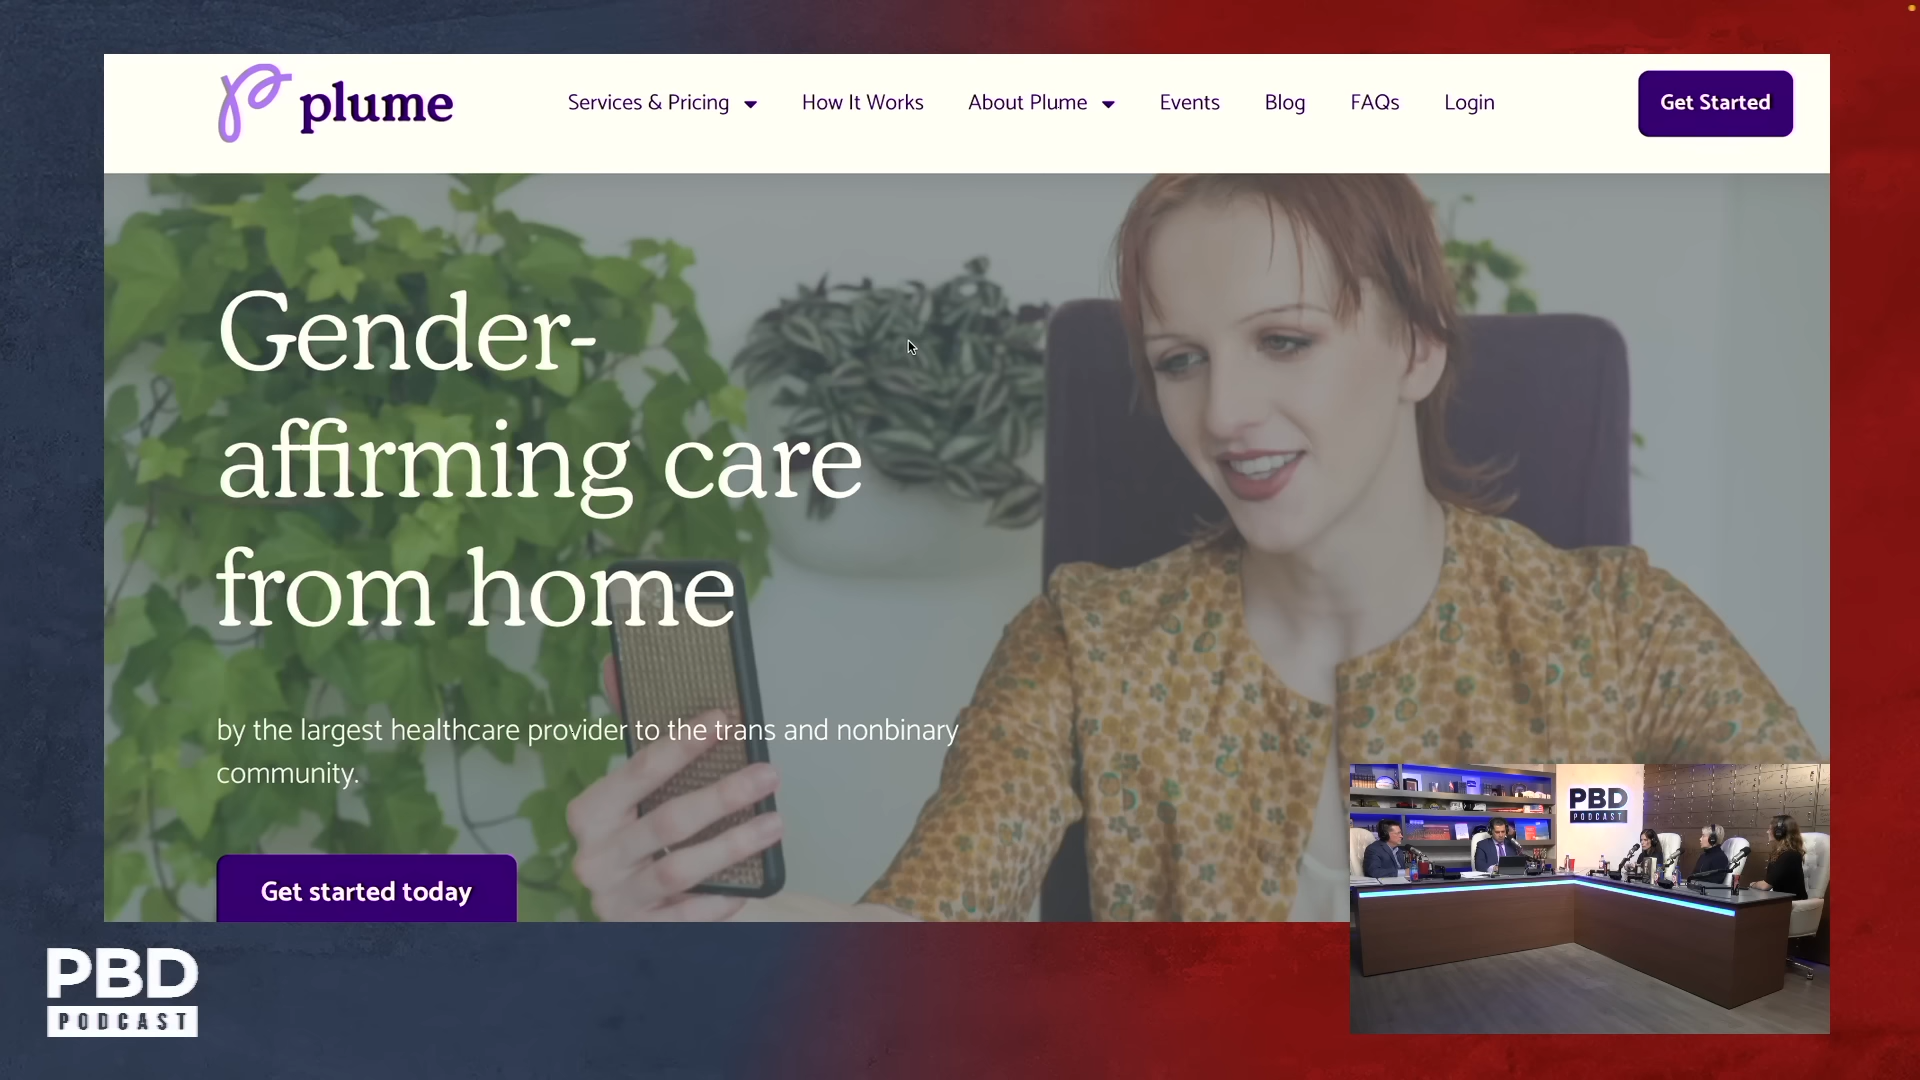 plume
Services & Pricing
How It Works
About Plume
Events
Blog
FAQs
Login
Get Started
Gender-
affirming care
from home
by the largest healthcare provider to the trans and nonbinary
community.
Get started today
PBD
PODCAST
PBD
PODCAST